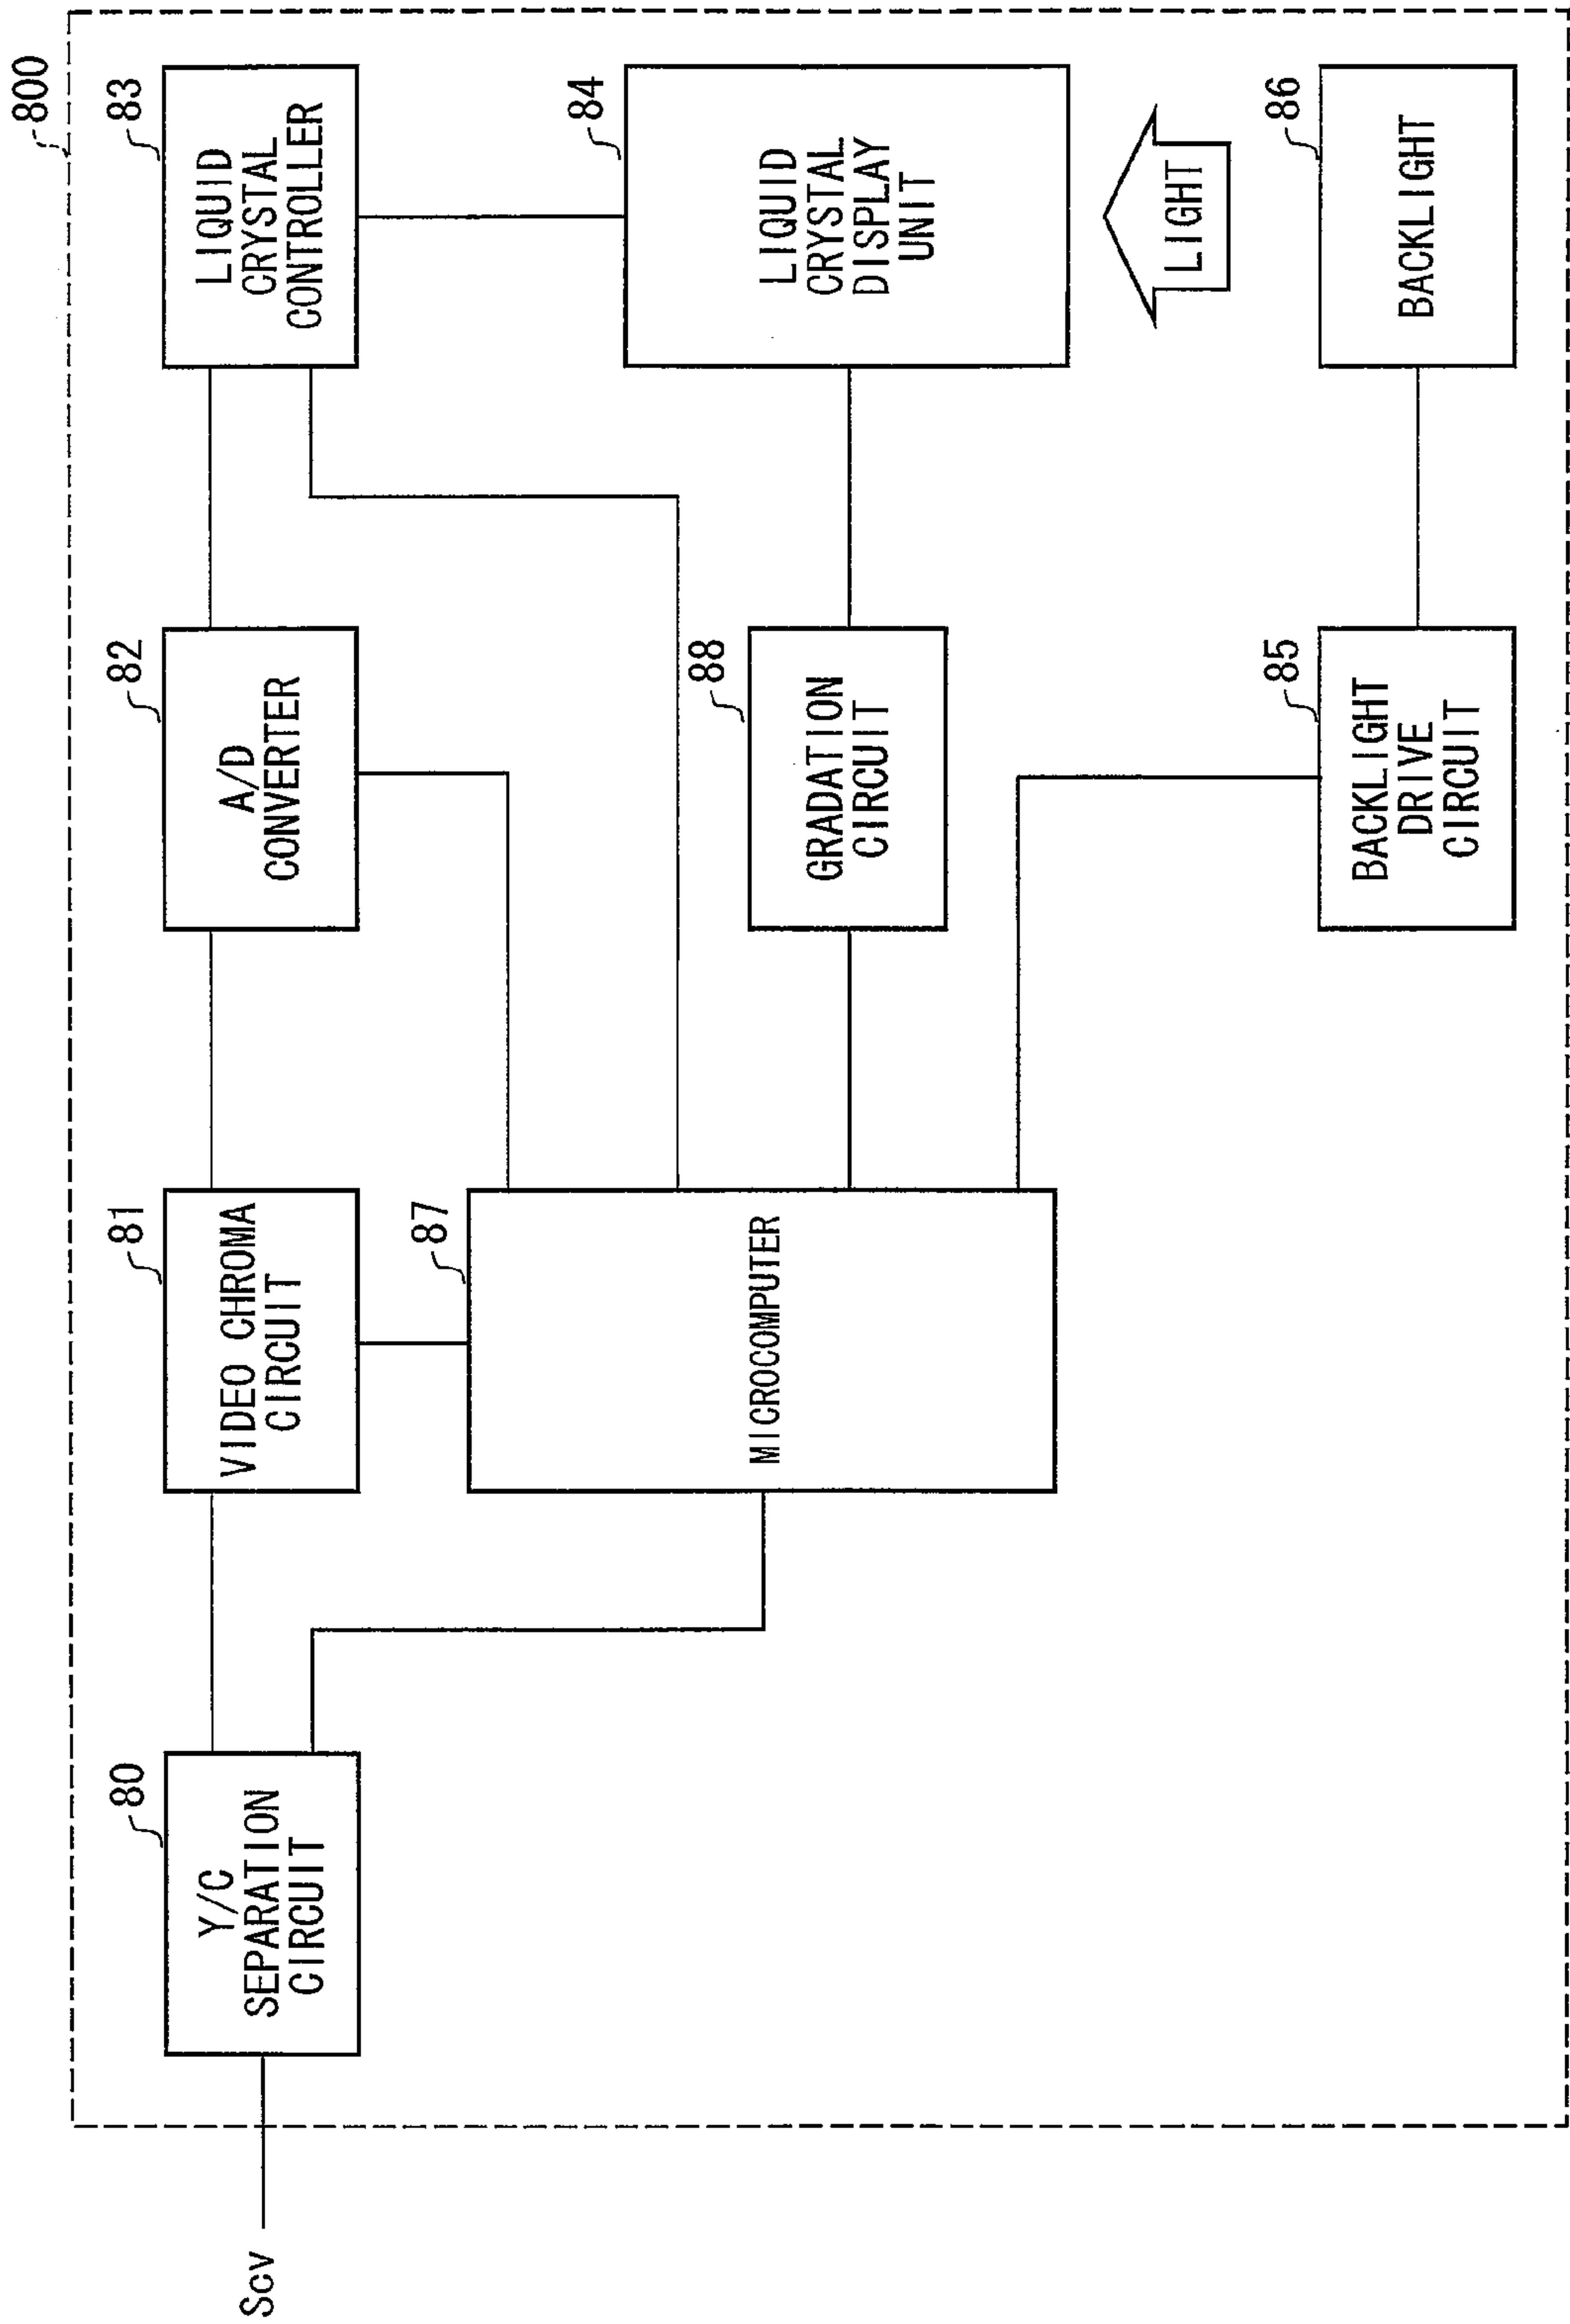 800
Scv
80
Y/C
SEPARATION
CIRCUIT
81
VIDEO CHROMA
CIRCUIT
82
A/D
CONVERTER
83
LIQUID
CRYSTAL
CONTROLLER
87
MICROCOMPUTER
88
GRADATION
CIRCUIT
84
LIQUID
CRYSTAL
DISPLAY
UNIT
LIGHT
85
BACKLIGHT
DRIVE
CIRCUIT
86
BACKLIGHT